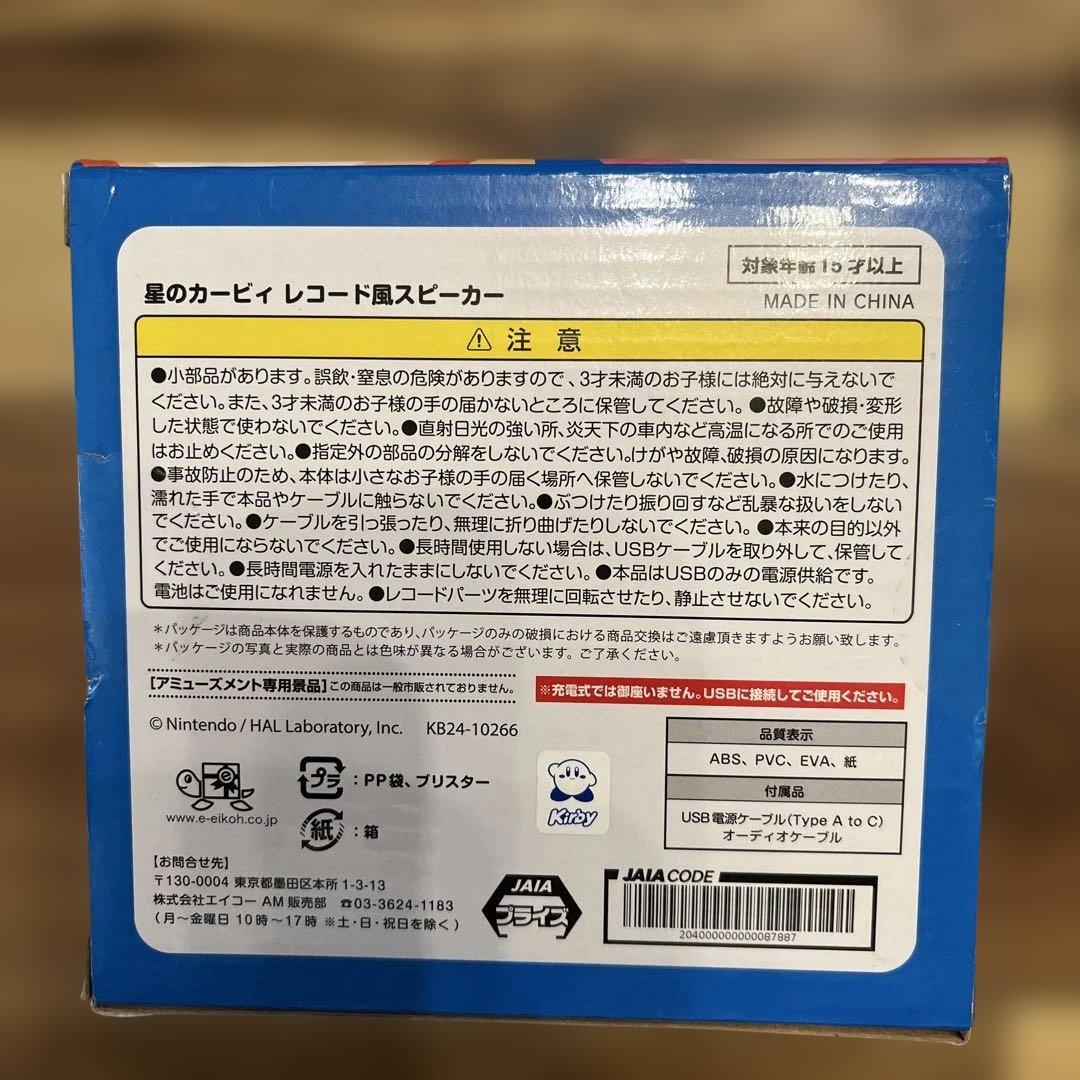 対象年齢15才以上
星のカービィ レコード風スピーカー
MADE IN CHINA
⚠ 注 意
●小部品があります。誤飲・窒息の危険がありますので、3才未満のお子様には絶対に与えないで
ください。また、3才未満のお子様の手の届かないところに保管してください。●故障や破損・変形
した状態で使わないでください。●直射日光の強い所、炎天下の車内など高温になる所でのご使用
はお止めください。●指定外の部品の分解をしないでください。けがや故障、破損の原因になります。
●事故防止のため、本体は小さなお子様の手の届く場所へ保管しないでください。●水につけたり、
濡れた手で本品やケーブルに触らないでください。●ぶつけたり振り回すなど乱暴な扱いをしない
でください。●ケーブルを引っ張ったり、無理に折り曲げたりしないでください。●本来の目的以外
でご使用にならないでください。●長時間使用しない場合は、USBケーブルを取り外して、保管して
ください。●長時間電源を入れたままにしないでください。●本品はUSBのみの電源供給です。
電池はご使用になれません。●レコードパーツを無理に回転させたり、静止させないでください。
＊パッケージは商品本体を保護するものであり、パッケージのみの破損における商品交換はご遠慮頂きますようお願い致します。
＊パッケージの写真と実際の商品とは色味が異なる場合がございます。ご了承ください。
[アミューズメント専用景品] この商品は一般市販されておりません。
※充電式では御座いません。USBに接続してご使用ください。
© Nintendo / HAL Laboratory, Inc. KB24-10266
品質表示
ABS、PVC、EVA、紙
付属品
USB電源ケーブル(Type A to C)
オーディオケーブル
e
www.e-eikoh.co.jp
プラ : PP袋、ブリスター
紙 : 箱
Kirby
【お問合せ先】
〒130-0004 東京都墨田区本所 1-3-13
株式会社エイコー AM 販売部 ☎03-3624-1183
( 月～金曜日 10時～17時 ※土・日・祝日を除く )
JAIA
プライズ
JAIA CODE
204000000000087887